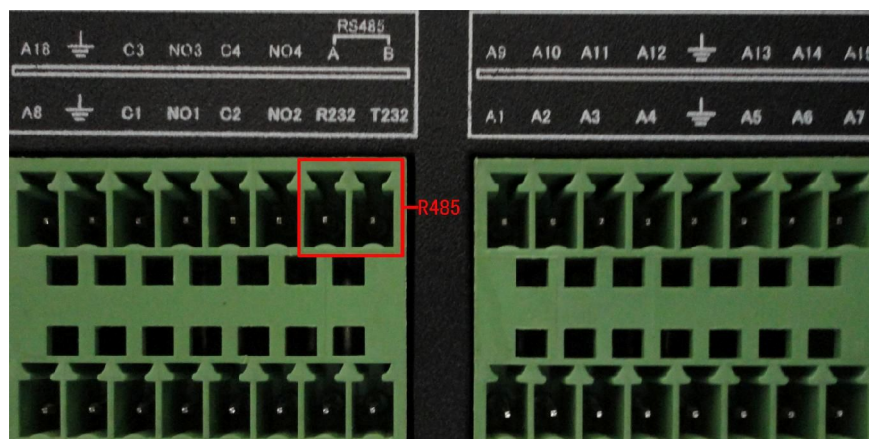 RS485
A18 C3 NO3 C4 NO4 A B
A8 C1 NO1 C2 NO2 R232 T232
A9 A10 A11 A12 A13 A14 A15
A1 A2 A3 A4 A5 A6 A7
R485